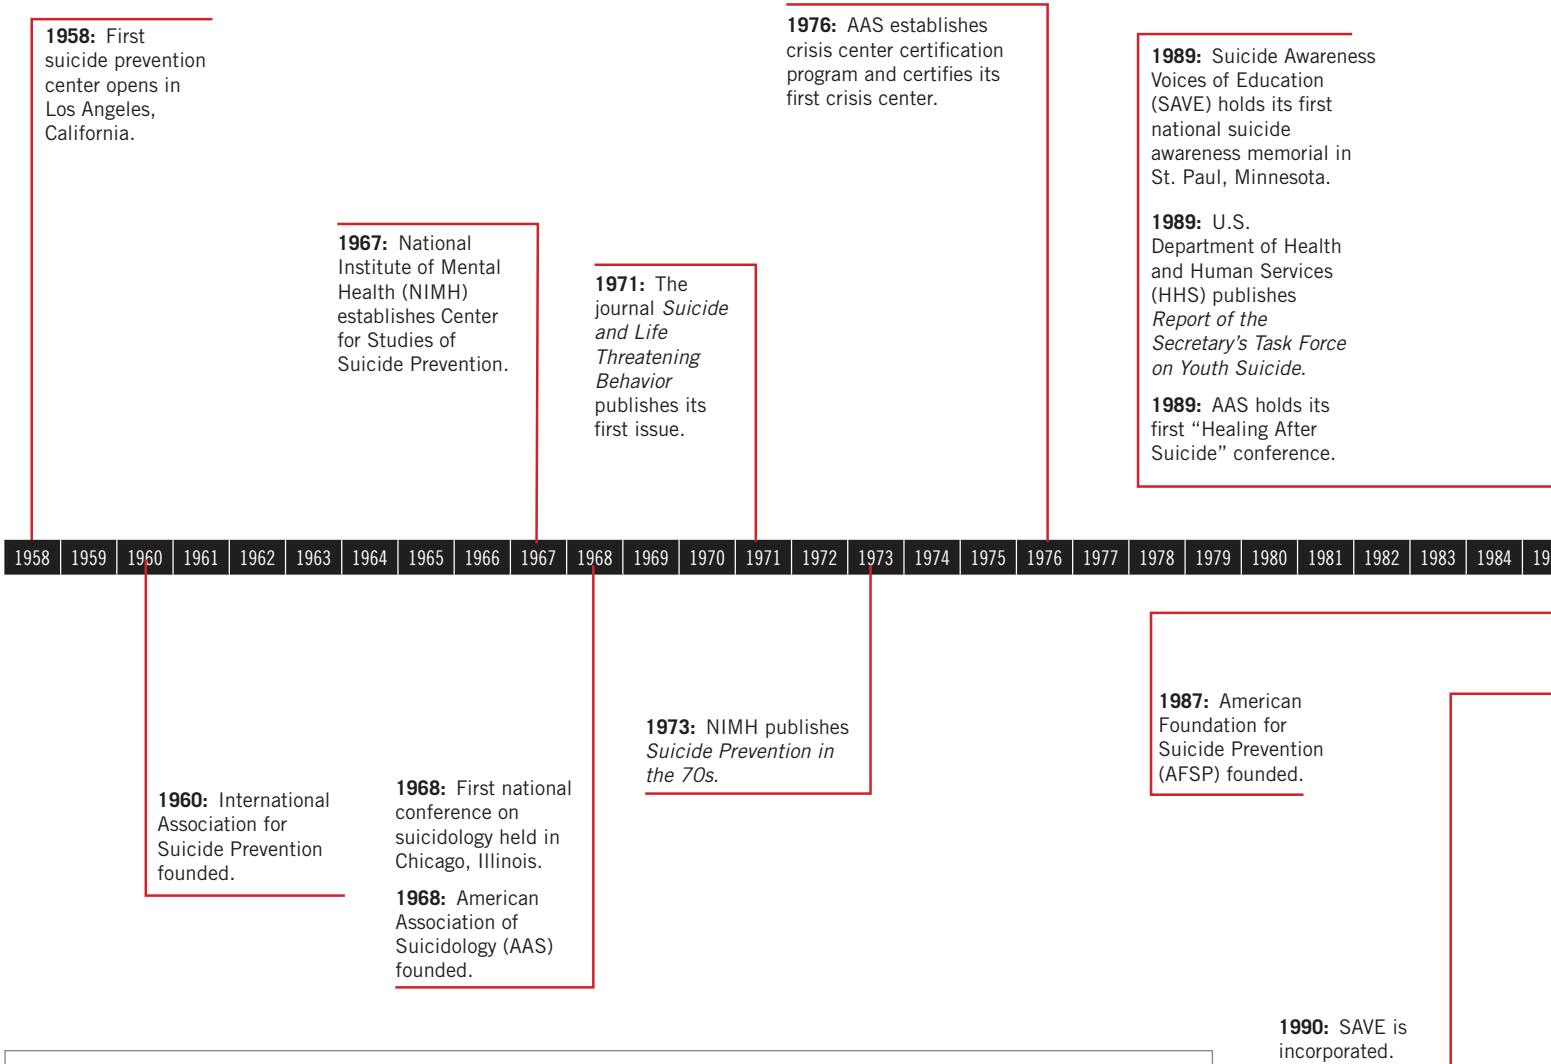 1958: First
suicide prevention
center opens in
Los Angeles,
California.
1967: National
Institute of Mental
Health (NIMH)
establishes Center
for Studies of
Suicide Prevention.
1971: The
journal Suicide
and Life
Threatening
Behavior
publishes its
first issue.
1976: AAS establishes
crisis center certification
program and certifies its
first crisis center.
1989: Suicide Awareness
Voices of Education
(SAVE) holds its first
national suicide
awareness memorial in
St. Paul, Minnesota.
1989: U.S.
Department of Health
and Human Services
(HHS) publishes
Report of the
Secretary’s Task Force
on Youth Suicide.
1989: AAS holds its
first “Healing After
Suicide” conference.
1958 1959 1960 1961 1962 1963 1964 1965 1966 1967 1968 1969 1970 1971 1972 1973 1974 1975 1976 1977 1978 1979 1980 1981 1982 1983 1984 19
1960: International
Association for
Suicide Prevention
founded.
1968: First national
conference on
suicidology held in
Chicago, Illinois.
1968: American
Association of
Suicidology (AAS)
founded.
1973: NIMH publishes
Suicide Prevention in
the 70s.
1987: American
Foundation for
Suicide Prevention
(AFSP) founded.
1990: SAVE is
incorporated.